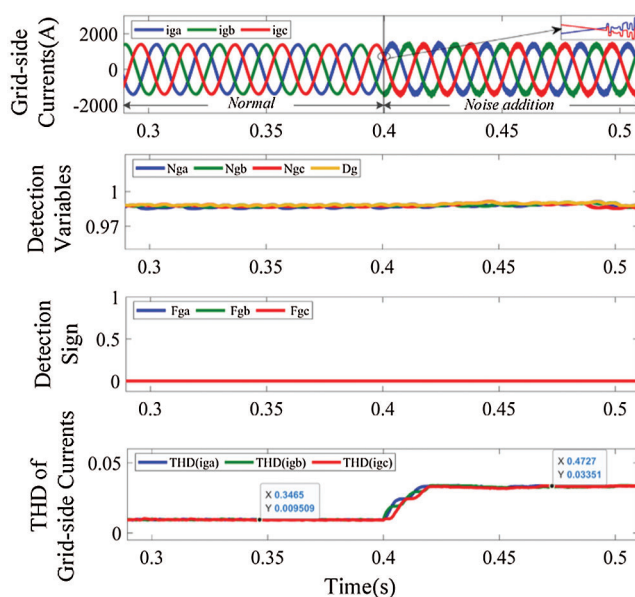 Grid-side Currents(A)
iga igb igc
2000
0
-2000
Normal
Noise addition
0.3 0.35 0.4 0.45 0.5
Detection Variables
Nga Ngb Ngc Dg
1
0.97
0.3 0.35 0.4 0.45 0.5
Detection Sign
Fga Fgb Fgc
1
0.5
0
0.3 0.35 0.4 0.45 0.5
THD of Grid-side Currents
THD(iga) THD(igb) THD(igc)
0.05
0
X 0.3465
Y 0.009509
X 0.4727
Y 0.03351
0.3 0.35 0.4 0.45 0.5
Time(s)